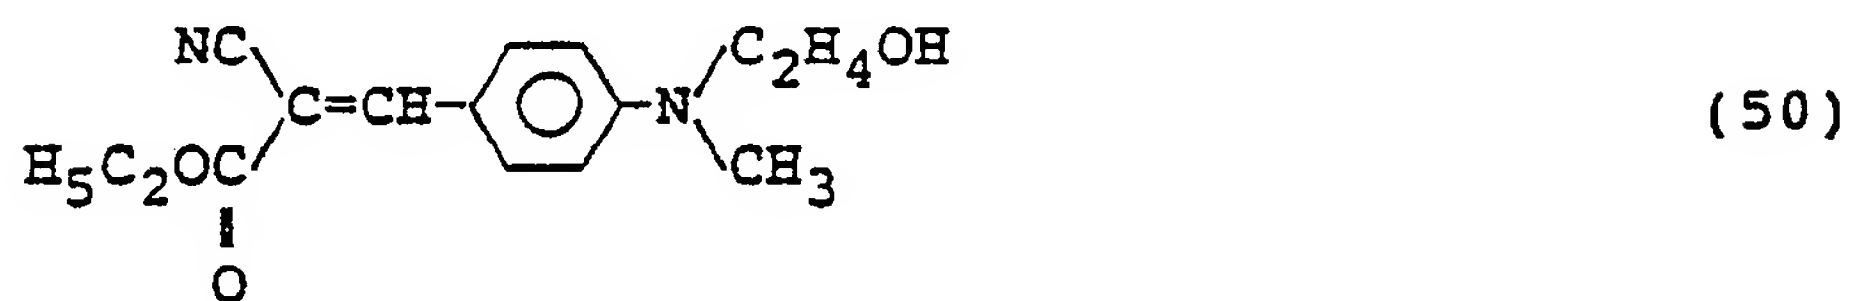 NC C₂H₄OH
C=CH N (50)
H₅C₂OC CH₃
O